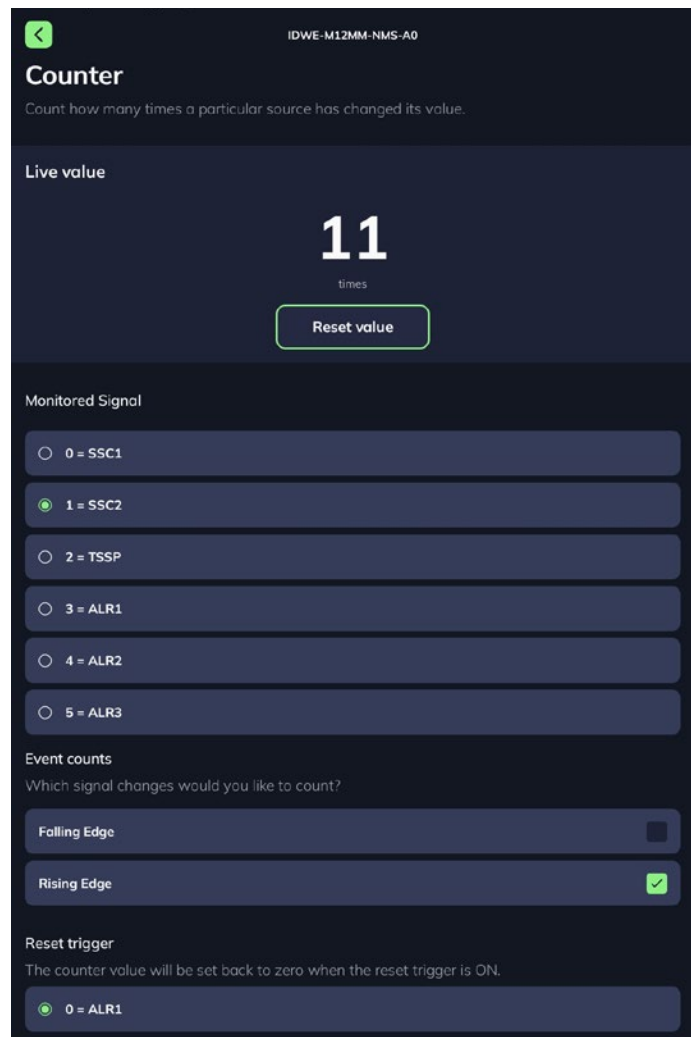 IDWE-M12MM-NMS-A0
Counter
Count how many times a particular source has changed its value.
Live value
11
times
Reset value
Monitored Signal
0 = SSC1
1 = SSC2
2 = TSSP
3 = ALR1
4 = ALR2
5 = ALR3
Event counts
Which signal changes would you like to count?
Falling Edge
Rising Edge
Reset trigger
The counter value will be set back to zero when the reset trigger is ON.
0 = ALR1